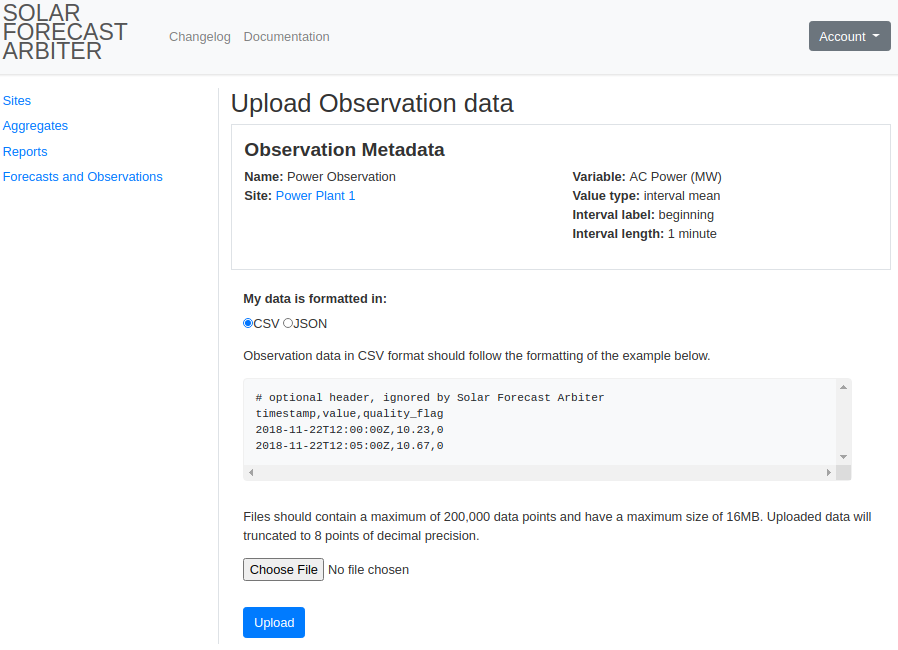 SOLAR
FORECAST
ARBITER
Changelog Documentation
Account
Sites
Aggregates
Reports
Forecasts and Observations
Upload Observation data
Observation Metadata
Name: Power Observation
Site: Power Plant 1
Variable: AC Power (MW)
Value type: interval mean
Interval label: beginning
Interval length: 1 minute
My data is formatted in:
CSV JSON
Observation data in CSV format should follow the formatting of the example below.
# optional header, ignored by Solar Forecast Arbiter
timestamp,value,quality_flag
2018-11-22T12:00:00Z,10.23,0
2018-11-22T12:05:00Z,10.67,0
Files should contain a maximum of 200,000 data points and have a maximum size of 16MB. Uploaded data will
truncated to 8 points of decimal precision.
Choose File No file chosen
Upload